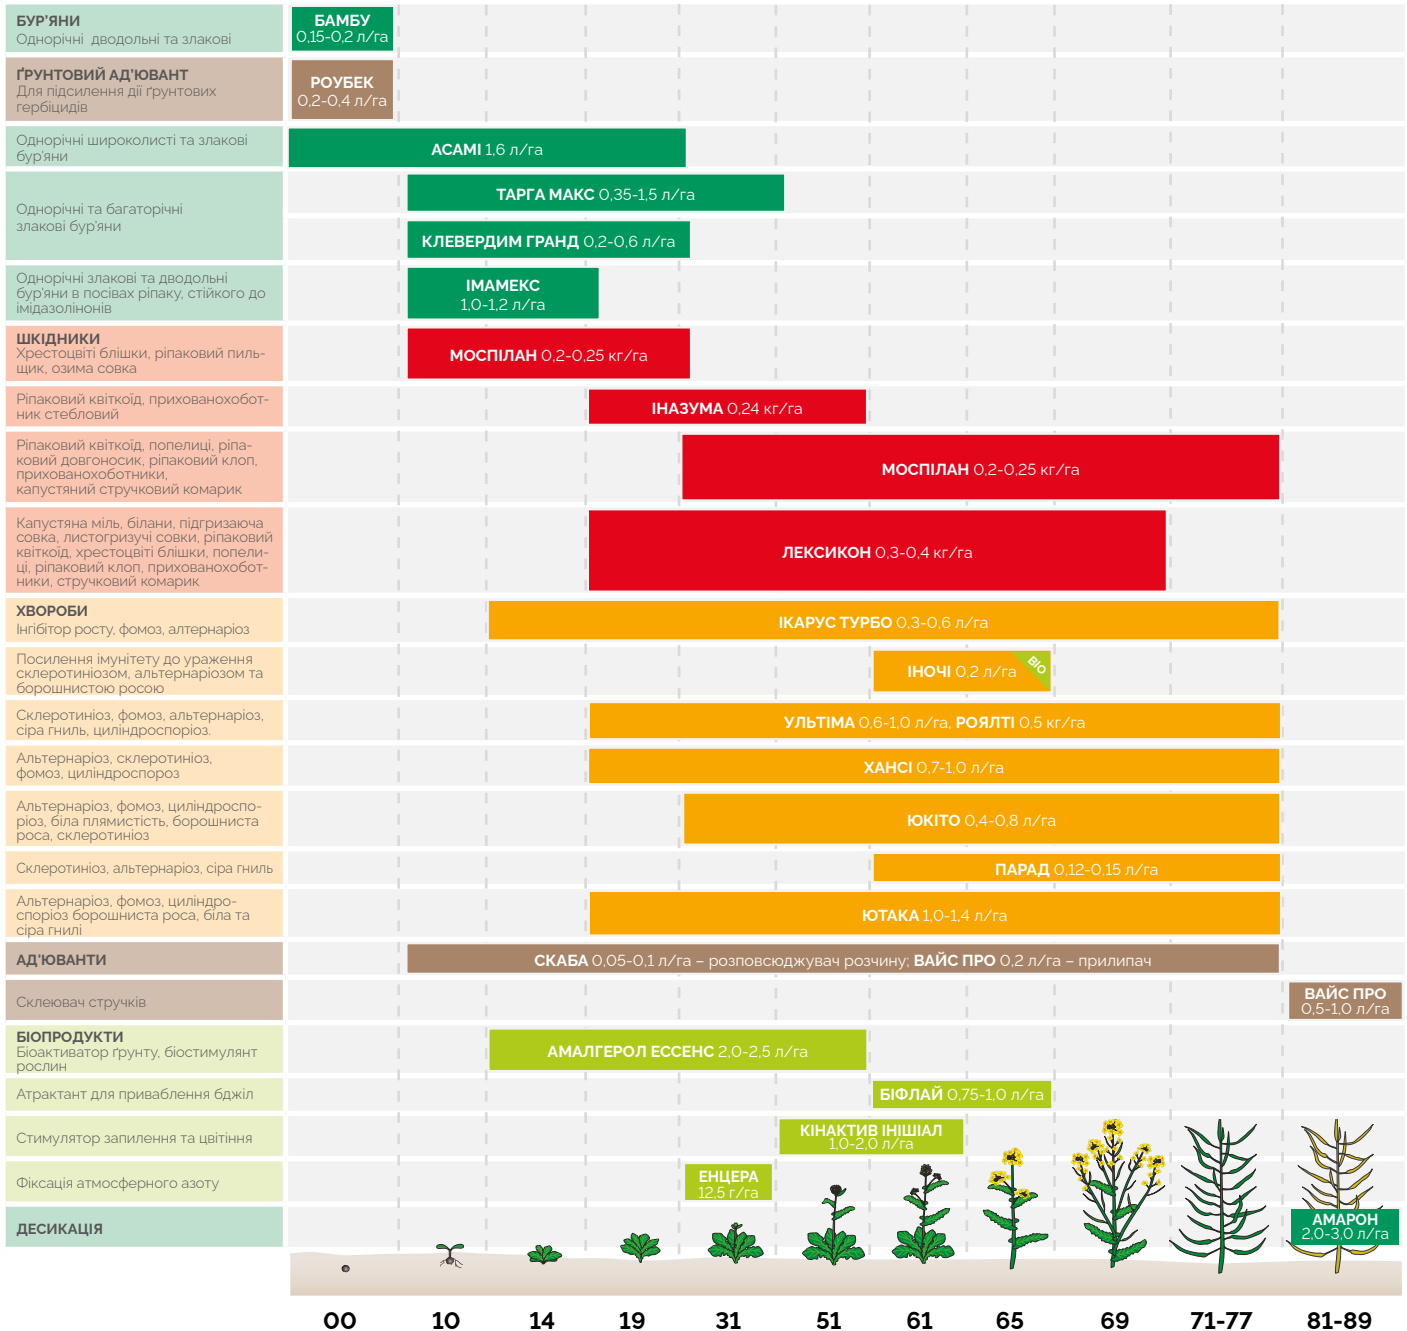 БУР'ЯНИ
Однорічні дводольні та злакові
БАМБУ
0,15-0,2 л/га
ҐРУНТОВИЙ АД'ЮВАНТ
Для підсилення дії ґрунтових
гербіцидів
РОУБЕК
0,2-0,4 л/га
Однорічні широколисті та злакові
бур'яни
АСАМІ 1,6 л/га
Однорічні та багаторічні
злакові бур'яни
ТАРГА МАКС 0,35-1,5 л/га
КЛЕВЕРДИМ ГРАНД 0,2-0,6 л/га
Однорічні злакові та дводольні
бур'яни в посівах ріпаку, стійкого до
імідазолінонів
ІМАМЕКС
1,0-1,2 л/га
ШКІДНИКИ
Хрестоцвіті блішки, ріпаковий пиль-
щик, озима совка
МОСПІЛАН 0,2-0,25 кг/га
Ріпаковий квіткоїд, прихованохобот-
ник стебловий
ІНАЗУМА 0,24 кг/га
Ріпаковий квіткоїд, попелиці, ріпа-
ковий довгоносик, ріпаковий клоп,
прихованохоботники,
капустяний стручковий комарик
МОСПІЛАН 0,2-0,25 кг/га
Капустяна міль, білани, підгризаюча
совка, листогризучі совки, ріпаковий
квіткоїд, хрестоцвіті блішки, попели-
ці, ріпаковий клоп, прихованохобот-
ники, стручковий комарик
ЛЕКСИКОН 0,3-0,4 кг/га
ХВОРОБИ
Інгібітор росту, фомоз, алтернаріоз
ІКАРУС ТУРБО 0,3-0,6 л/га
Посилення імунітету до ураження
склеротиніозом, альтернаріозом та
борошнистою росою
ІНОЧІ 0,2 л/га
БІО
Склеротиніоз, фомоз, альтернаріоз,
сіра гниль, циліндроспоріоз.
УЛЬТІМА 0,6-1,0 л/га, РОЯЛТІ 0,5 кг/га
Альтернаріоз, склеротиніоз,
фомоз, циліндроспороз
ХАНСІ 0,7-1,0 л/га
Альтернаріоз, фомоз, циліндроспо-
ріоз, біла плямистість, борошниста
роса, склеротиніоз
ЮКІТО 0,4-0,8 л/га
Склеротиніоз, альтернаріоз, сіра гниль
ПАРАД 0,12-0,15 л/га
Альтернаріоз, фомоз, циліндро-
споріоз борошниста роса, біла та
сіра гнилі
ЮТАКА 1,0-1,4 л/га
АД'ЮВАНТИ
СКАБА 0,05-0,1 л/га – розповсюджувач розчину; ВАЙС ПРО 0,2 л/га – прилипач
Склеювач стручків
ВАЙС ПРО
0,5-1,0 л/га
БІОПРОДУКТИ
Біоактиватор ґрунту, біостимулянт
рослин
АМАЛГЕРОЛ ЕССЕНС 2,0-2,5 л/га
Атрактант для приваблення бджіл
БІФЛАЙ 0,75-1,0 л/га
Стимулятор запилення та цвітіння
КІНАКТИВ ІНІШІАЛ
1,0-2,0 л/га
Фіксація атмосферного азоту
ЕНЦЕРА
12,5 г/га
ДЕСИКАЦІЯ
АМАРОН
2,0-3,0 л/га
00 10 14 19 31 51 61 65 69 71-77 81-89